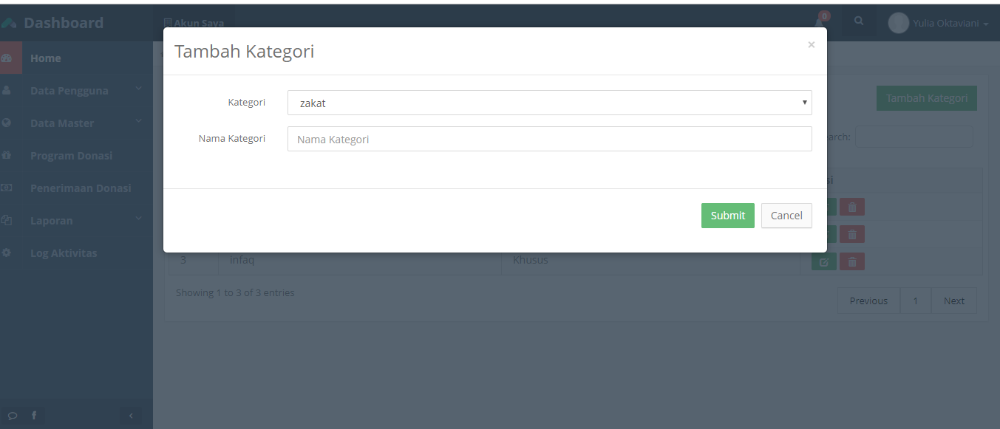 Dashboard
Akun Saya
0
Yulia Oktaviani
Tambah Kategori
×
Home
Data Pengguna
Data Master
Program Donasi
Penerimaan Donasi
Laporan
Log Aktivitas
Kategori
zakat
Nama Kategori
Nama Kategori
Submit
Cancel
Tambah Kategori
arch:
si
3
infaq
Khusus
Showing 1 to 3 of 3 entries
Previous
1
Next